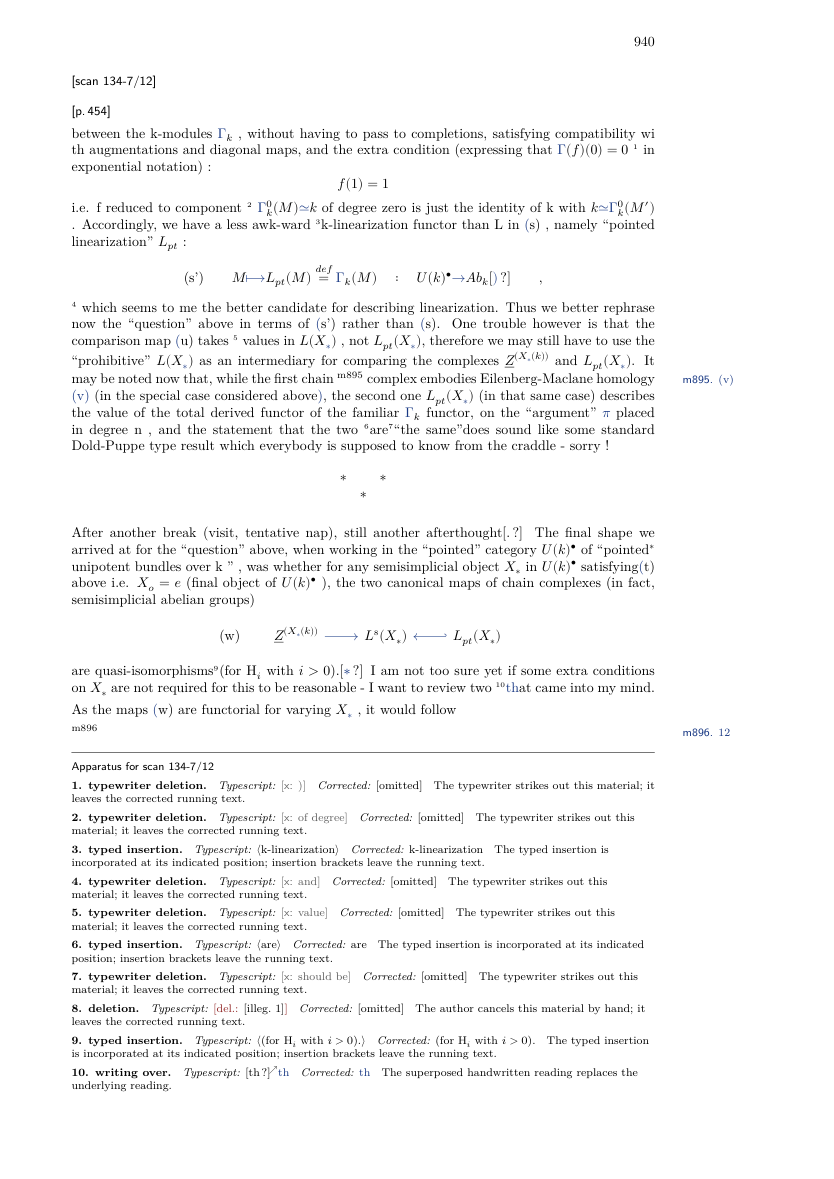 940
[scan 134-7/12]
[p. 454]
between the k-modules Γₖ , without having to pass to completions, satisfying compatibility wi
th augmentations and diagonal maps, and the extra condition (expressing that Γ(f)(0) = 0 ¹ in
exponential notation) :
f(1) = 1
i.e. f reduced to component ² Γ⁰ₖ(M)≃k of degree zero is just the identity of k with k≃Γ⁰ₖ(M′)
. Accordingly, we have a less awk-ward ³k-linearization functor than L in (s) , namely “pointed
linearization” L_{pt} :
(s’) M⟼L_{pt}(M) \overset{def}{=} Γₖ(M) : U(k)^•→Ab_k[) ?] ,
⁴ which seems to me the better candidate for describing linearization. Thus we better rephrase
now the “question” above in terms of (s’) rather than (s). One trouble however is that the
comparison map (u) takes ⁵ values in L(X_*) , not L_{pt}(X_*), therefore we may still have to use the
“prohibitive” L(X_*) as an intermediary for comparing the complexes Z^{(X_*(k))} and L_{pt}(X_*). It
may be noted now that, while the first chain ᵐ⁸⁹⁵ complex embodies Eilenberg-Maclane homology
m895. (v)
(v) (in the special case considered above), the second one L_{pt}(X_*) (in that same case) describes
the value of the total derived functor of the familiar Γₖ functor, on the “argument” π placed
in degree n , and the statement that the two ⁶are⁷“the same”does sound like some standard
Dold-Puppe type result which everybody is supposed to know from the craddle - sorry !
* *
*
After another break (visit, tentative nap), still another afterthought[. ?] The final shape we
arrived at for the “question” above, when working in the “pointed” category U(k)^• of “pointed*
unipotent bundles over k ” , was whether for any semisimplicial object X_* in U(k)^• satisfying(t)
above i.e. X_o = e (final object of U(k)^• ), the two canonical maps of chain complexes (in fact,
semisimplicial abelian groups)
(w) Z^{(X_*(k))} ⟶ L⁸(X_*) ⟵ L_{pt}(X_*)
are quasi-isomorphisms⁹(for H_i with i > 0).[* ?] I am not too sure yet if some extra conditions
on X_* are not required for this to be reasonable - I want to review two ¹⁰that came into my mind.
As the maps (w) are functorial for varying X_* , it would follow
m896
m896. 12
Apparatus for scan 134-7/12
1. typewriter deletion. Typescript: [x: )] Corrected: [omitted] The typewriter strikes out this material; it
leaves the corrected running text.
2. typewriter deletion. Typescript: [x: of degree] Corrected: [omitted] The typewriter strikes out this
material; it leaves the corrected running text.
3. typed insertion. Typescript: ⟨k-linearization⟩ Corrected: k-linearization The typed insertion is
incorporated at its indicated position; insertion brackets leave the running text.
4. typewriter deletion. Typescript: [x: and] Corrected: [omitted] The typewriter strikes out this
material; it leaves the corrected running text.
5. typewriter deletion. Typescript: [x: value] Corrected: [omitted] The typewriter strikes out this
material; it leaves the corrected running text.
6. typed insertion. Typescript: ⟨are⟩ Corrected: are The typed insertion is incorporated at its indicated
position; insertion brackets leave the running text.
7. typewriter deletion. Typescript: [x: should be] Corrected: [omitted] The typewriter strikes out this
material; it leaves the corrected running text.
8. deletion. Typescript: [del.: [illeg. 1]] Corrected: [omitted] The author cancels this material by hand; it
leaves the corrected running text.
9. typed insertion. Typescript: ⟨(for H_i with i > 0).⟩ Corrected: (for H_i with i > 0). The typed insertion
is incorporated at its indicated position; insertion brackets leave the running text.
10. writing over. Typescript: [th ?]↗th Corrected: th The superposed handwritten reading replaces the
underlying reading.